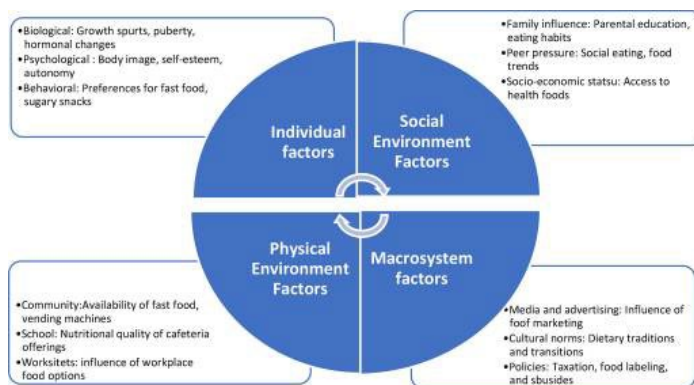 •Biological: Growth spurts, puberty,
hormonal changes
•Psychological : Body image, self-esteem,
autonomy
•Behavioral: Preferences for fast food,
sugary snacks
•Family influence: Parental education,
eating habits
•Peer pressure: Social eating, food
trends
•Socio-economic statsu: Access to
health foods
Individual
factors
Social
Environment
Factors
Physical
Environment
Factors
Macrosystem
factors
•Community:Availability of fast food,
vending machines
•School: Nutritional quality of cafeteria
offerings
•Worksitets: influence of workplace
food options
•Media and advertising: Influence of
foof marketing
•Cultural norms: Dietary traditions
and transitions
•Policies: Taxation, food labeling,
and sbusides